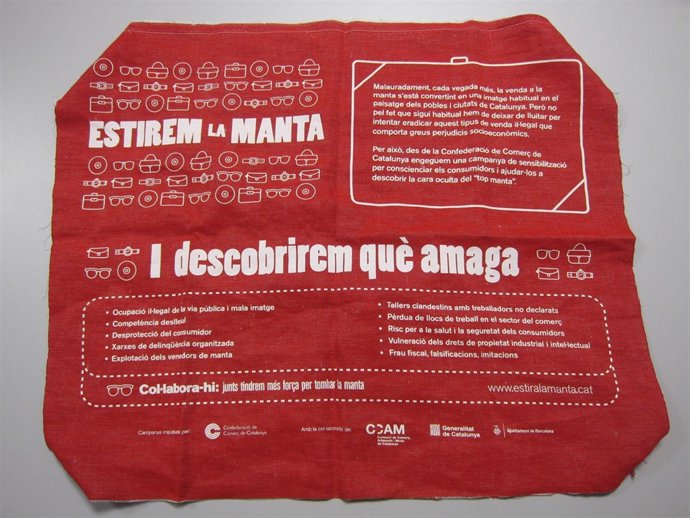 ESTIREM LA MANTA
Malauradament, cada vegada més, la venda a la
manta s'está convertint en una imatge habitual en el
paisatge dels pobles i ciutats de Catalunya. Però no
pel fet que sigui habitual hem de deixar de lluitar per
intentar eradicar aquest tipus de venda il·legal que
comporta greus perjudicis socioeconòmics.
Per això, des de la Confederació de Comerç de
Catalunya engeguem una campanya de sensibilització
per conscienciar els consumidors i ajudar-los a
descobrir la cara oculta del "top manta".
I descobrirem què amaga
• Ocupació il·legal de la via pública i mala imatge
• Competència deslleial
• Desprotecció del consumidor
• Xarxes de delinqüència organitzada
• Explotació dels venedors de manta
• Tallers clandestins amb treballadors no declarats
• Pèrdua de llocs de treball en el sector del comerç
• Risc per a la salut i la seguretat dels consumidors
• Vulneració dels drets de propietat industrial i intel·lectual
• Frau fiscal, falsificacions, imitacions
Col·labora-hi: junts tindrem més força per tombar la manta
www.estiralamanta.cat
Campanya impulsada per:
Confederació de
Comerç de Catalunya
Amb la col·laboració de:
CCAM
Consorci de Comerç,
Artesania i Moda
de Catalunya
Generalitat
de Catalunya
Ajuntament de Barcelona